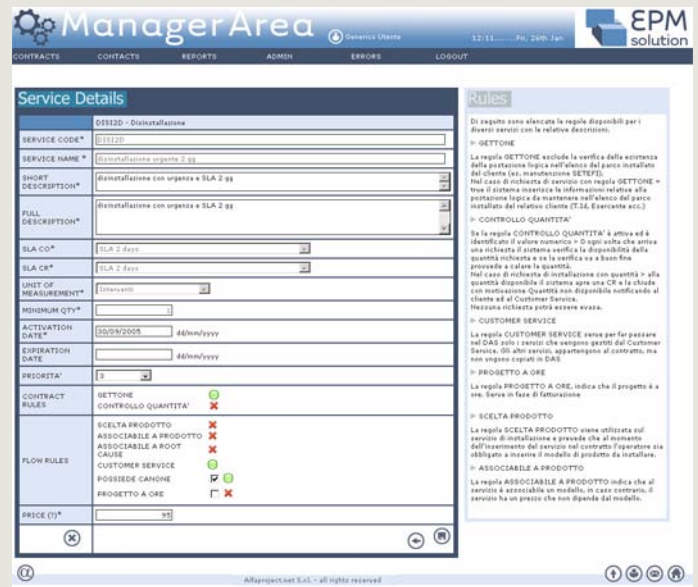 ManagerArea
Generico Utente
12:11.......Fri, 26th Jan
EPM
solution
CONTRACTS CONTACTS REPORTS ADMIN ERRORS LOGOUT
Service Details
DISI2D - Disinstallazione
SERVICE CODE* DISI2D
SERVICE NAME * disinstallazione urgente 2 gg
SHORT DESCRIPTION* disinstallazione con urgenza e SLA 2 gg
FULL DESCRIPTION* disinstallazione con urgenza e SLA 2 gg
SLA CO* SLA 2 days
SLA CR* SLA 2 days
UNIT OF MEASUREMENT* Interventi
MINIMUM QTY* 1
ACTIVATION DATE* 30/09/2005 dd/mm/yyyy
EXPIRATION DATE dd/mm/yyyy
PRIORITA' 3
CONTRACT RULES
GETTONE
CONTROLLO QUANTITA'
FLOW RULES
SCELTA PRODOTTO
ASSOCIABILE A PRODOTTO
ASSOCIABILE A ROOT CAUSE
CUSTOMER SERVICE
POSSIEDE CANONE
PROGETTO A ORE
PRICE (?)* 95
Rules
Di seguito sono elencate le regole disponibili per i
diversi servizi con le relative descrizioni.
GETTONE
La regola GETTONE esclude la verifica della esistenza
della postazione logica nell'elenco del parco installato
del cliente (es. manutenzione SETEFI).
Nel caso di richiesta di servizio con regola GETTONE =
true il sistema inserisce le informazioni relative alla
postazione logica da mantenere nell'elenco del parco
installato del relativo cliente (T.Id, Esercente ecc.)
CONTROLLO QUANTITA'
Se la regola CONTROLLO QUANTITA' è attiva ed è
identificato il valore numerico > 0 ogni volta che arriva
una richiesta il sistema verifica la disponibilità della
quantità richiesta e se la verifica va a buon fine
provvede a calare la quantità.
Nel caso di richiesta di installazione con quantità > alla
quantità disponibile il sistema apre una CR e la chiude
con motivazione Quantità non disponibile notificando al
cliente ed al Customer Service.
Nessuna richiesta potrà essere evasa.
CUSTOMER SERVICE
La regola CUSTOMER SERVICE serve per far passare
nel DAS solo i servizi che vengono gestiti dal Customer
Service. Gli altri servizi, appartengono al contratto, ma
non vngono copiati in DAS
PROGETTO A ORE
La regola PROGETTO A ORE, indica che il progetto è a
ore. Serve in fase di fatturazione
SCELTA PRODOTTO
La regola SCELTA PRODOTTO viene utilizzata sul
servizio di installazione e prevede che al momento
dell'inserimento del servizio nel contratto l'operatore sia
obbligato a inserire il modello di prodotto da installare.
ASSOCIABILE A PRODOTTO
La regola ASSOCIABILE A PRODOTTO indica che al
servizio è associabile un modello, in caso contrario, il
servizio ha un prezzo che non dipende dal modello.
Alfaproject.net S.r.l. - all rights reserved